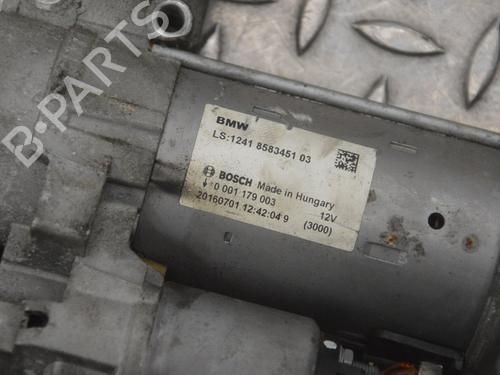 BMW
LS:1241 8583451 03
BOSCH Made in Hungary
0 001 179 003 12V
20160701 12:42:04 9 (3000)
B-PARTS